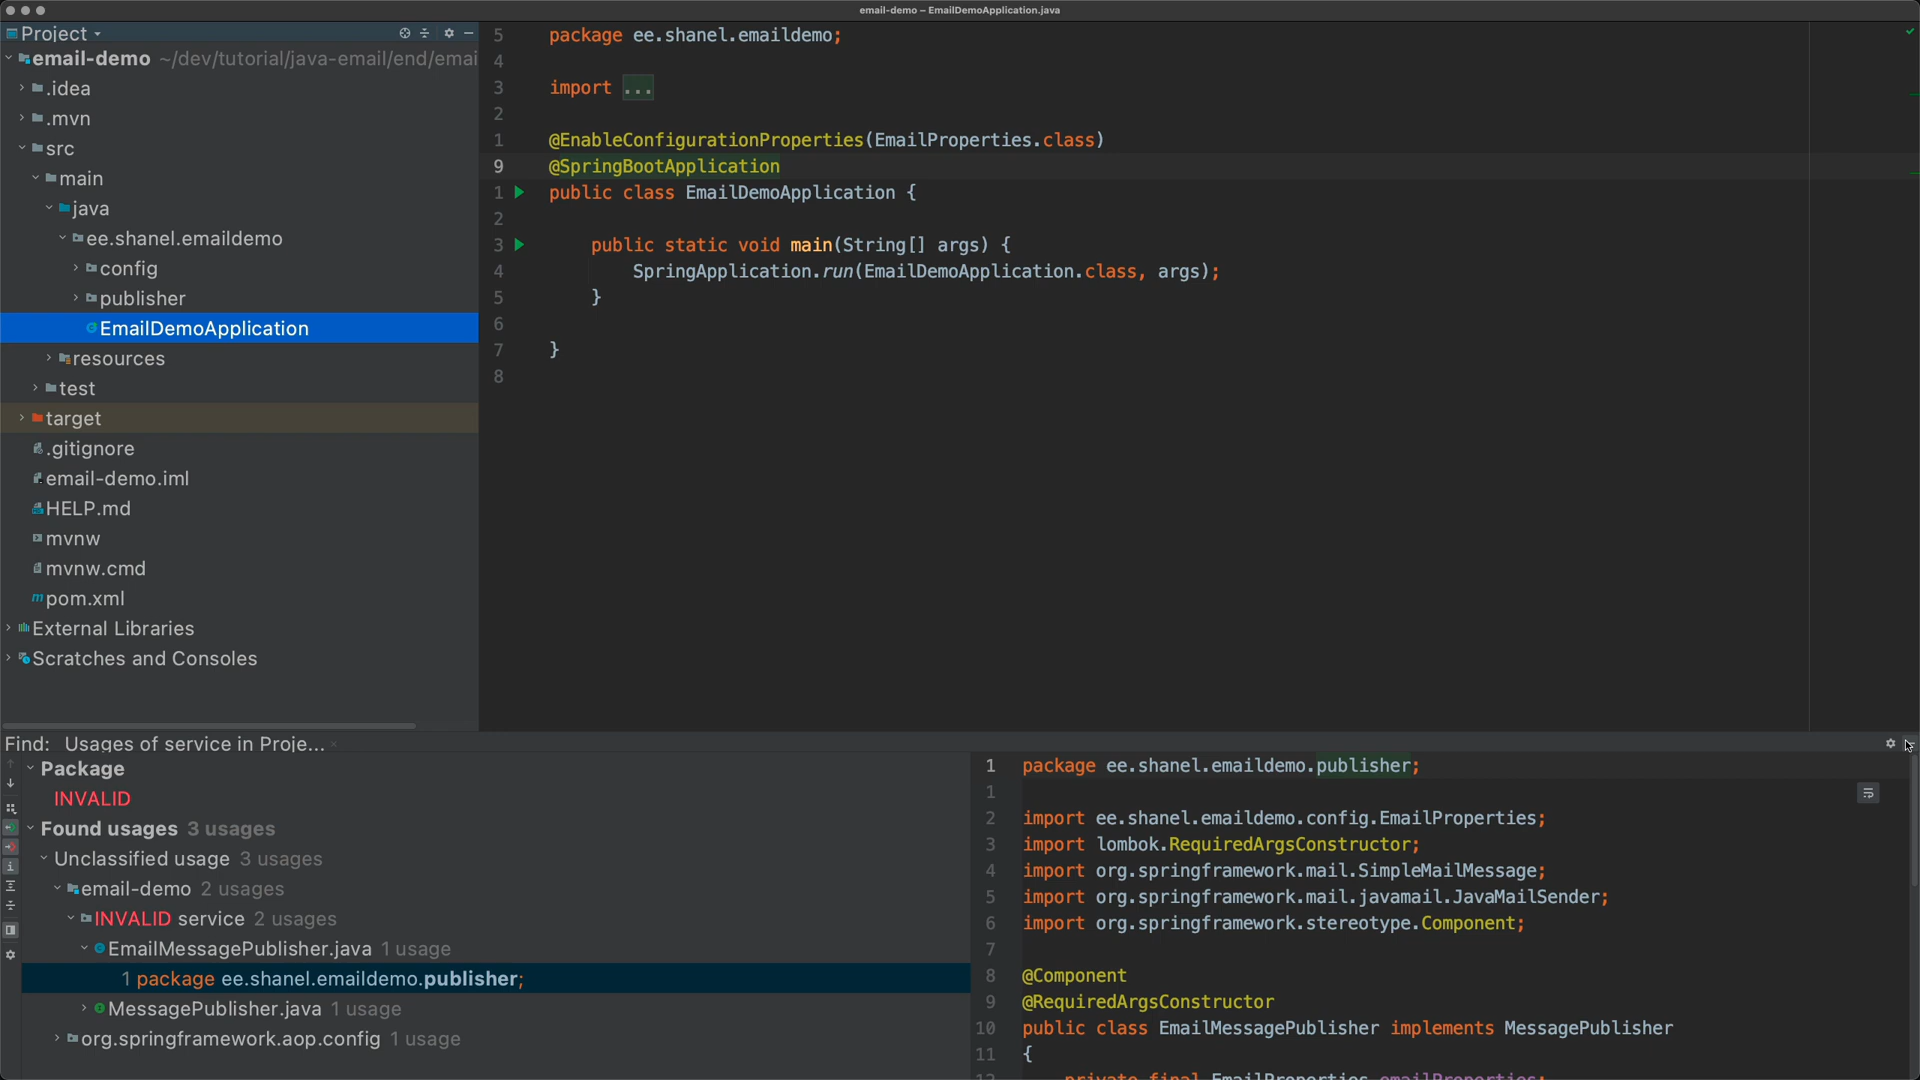 email-demo – EmailDemoApplication.java
Project
email-demo ~/dev/tutorial/java-email/end/emai
.idea
.mvn
src
main
java
ee.shanel.emaildemo
config
publisher
EmailDemoApplication
resources
test
target
.gitignore
email-demo.iml
HELP.md
mvnw
mvnw.cmd
pom.xml
External Libraries
Scratches and Consoles
5 package ee.shanel.emaildemo;
4
3 import ...
2
1 @EnableConfigurationProperties(EmailProperties.class)
9 @SpringBootApplication
1 public class EmailDemoApplication {
2
3 public static void main(String[] args) {
4 SpringApplication.run(EmailDemoApplication.class, args);
5 }
6
7 }
8
Find: Usages of service in Proje...
Package
INVALID
Found usages 3 usages
Unclassified usage 3 usages
email-demo 2 usages
INVALID service 2 usages
EmailMessagePublisher.java 1 usage
1 package ee.shanel.emaildemo.publisher;
MessagePublisher.java 1 usage
org.springframework.aop.config 1 usage
1 package ee.shanel.emaildemo.publisher;
1
2 import ee.shanel.emaildemo.config.EmailProperties;
3 import lombok.RequiredArgsConstructor;
4 import org.springframework.mail.SimpleMailMessage;
5 import org.springframework.mail.javamail.JavaMailSender;
6 import org.springframework.stereotype.Component;
7
8 @Component
9 @RequiredArgsConstructor
10 public class EmailMessagePublisher implements MessagePublisher
11 {
12 private final EmailProperties emailProperties;